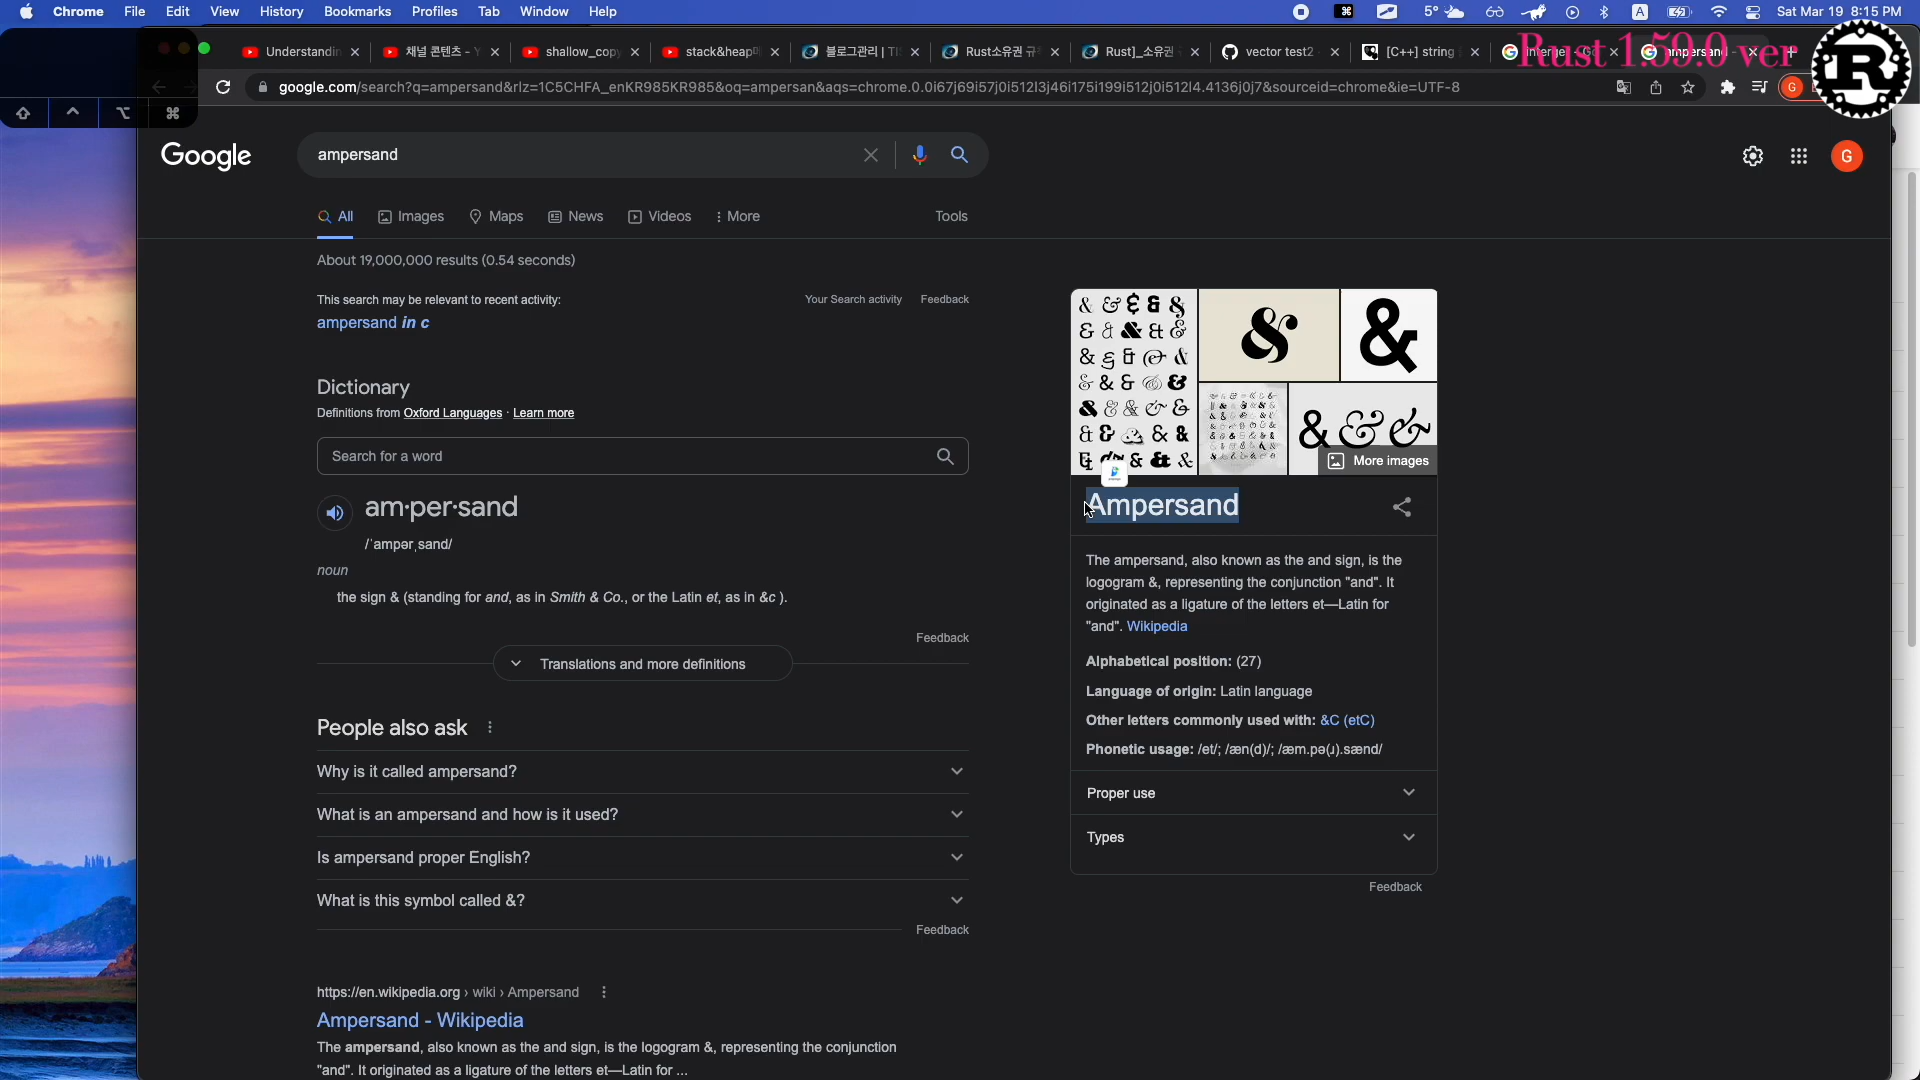 Chrome File Edit View History Bookmarks Profiles Tab Window Help
5° A Sat Mar 19 8:15 PM
Understandin 채널 콘텐츠 - Y shallow_copy stack&heap 블로그관리 | TI Rust소유권 규 Rust]_소유권 vector test2 [C++] string ampersand -
Rust 1.59.0 ver
google.com/search?q=ampersand&rlz=1C5CHFA_enKR985KR985&oq=ampersan&aqs=chrome.0.0i67j69i57j0i512l3j46i175i199i512j0i512l4.4136j0j7&sourceid=chrome&ie=UTF-8
G
R
Google
ampersand
G
All Images Maps News Videos More Tools
About 19,000,000 results (0.54 seconds)
This search may be relevant to recent activity: Your Search activity Feedback
ampersand in c
Dictionary
Definitions from Oxford Languages · Learn more
Search for a word
am·per·sand
/ˈampərˌsand/
noun
the sign & (standing for and, as in Smith & Co., or the Latin et, as in &c ).
Feedback
Translations and more definitions
People also ask
Why is it called ampersand?
What is an ampersand and how is it used?
Is ampersand proper English?
What is this symbol called &?
Feedback
https://en.wikipedia.org › wiki › Ampersand
Ampersand - Wikipedia
The ampersand, also known as the and sign, is the logogram &, representing the conjunction
"and". It originated as a ligature of the letters et—Latin for ...
More images
Ampersand
The ampersand, also known as the and sign, is the
logogram &, representing the conjunction "and". It
originated as a ligature of the letters et—Latin for
"and". Wikipedia
Alphabetical position: (27)
Language of origin: Latin language
Other letters commonly used with: &C (etC)
Phonetic usage: /et/; /æn(d)/; /æm.pə(ɹ).sænd/
Proper use
Types
Feedback